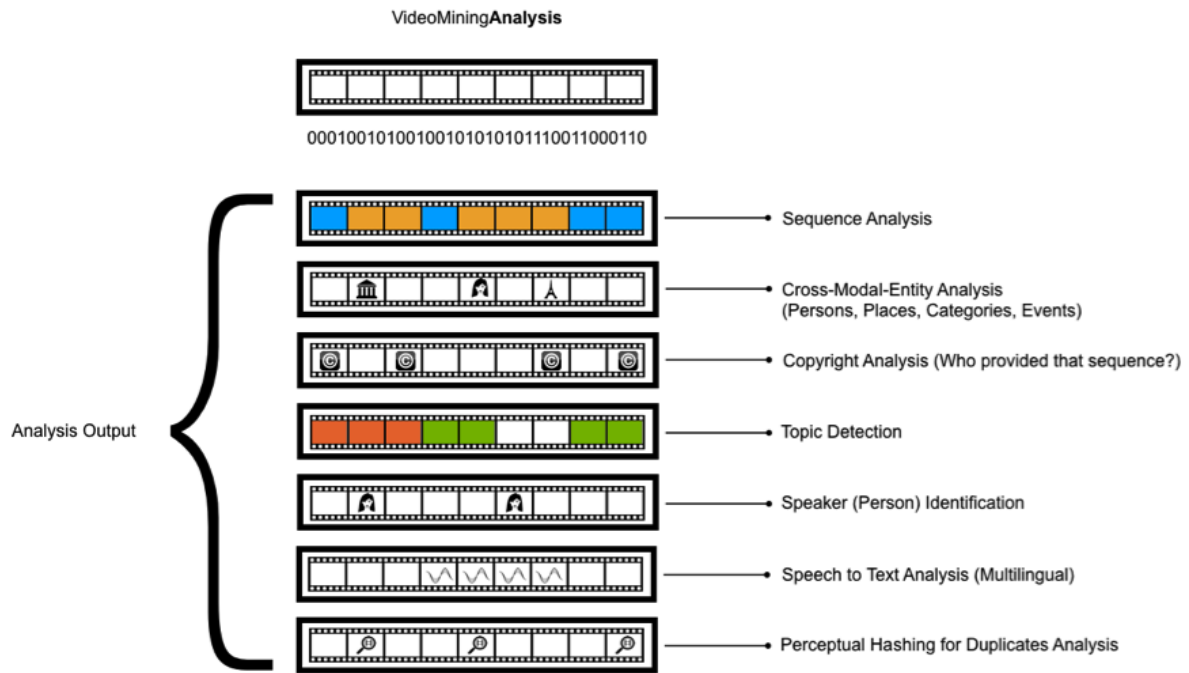 VideoMiningAnalysis
000100101001001010101011110011000110
Sequence Analysis
Cross-Modal-Entity Analysis
(Persons, Places, Categories, Events)
Copyright Analysis (Who provided that sequence?)
Analysis Output
Topic Detection
Speaker (Person) Identification
Speech to Text Analysis (Multilingual)
Perceptual Hashing for Duplicates Analysis